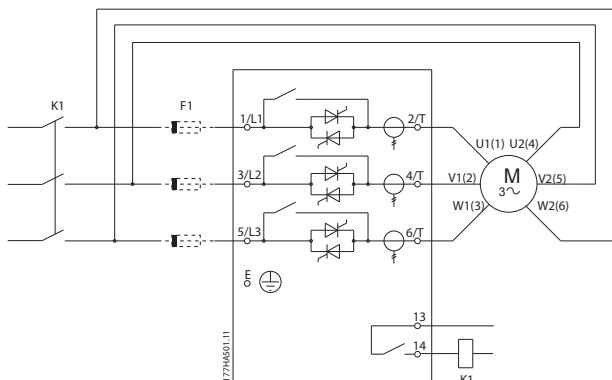 K1
F1
1/L1
2/T
U1(1) U2(4)
3/L2
4/T
V1(2)
M
3
V2(5)
W1(3)
W2(6)
5/L3
6/T
E
13
14
177HA501.11
K1